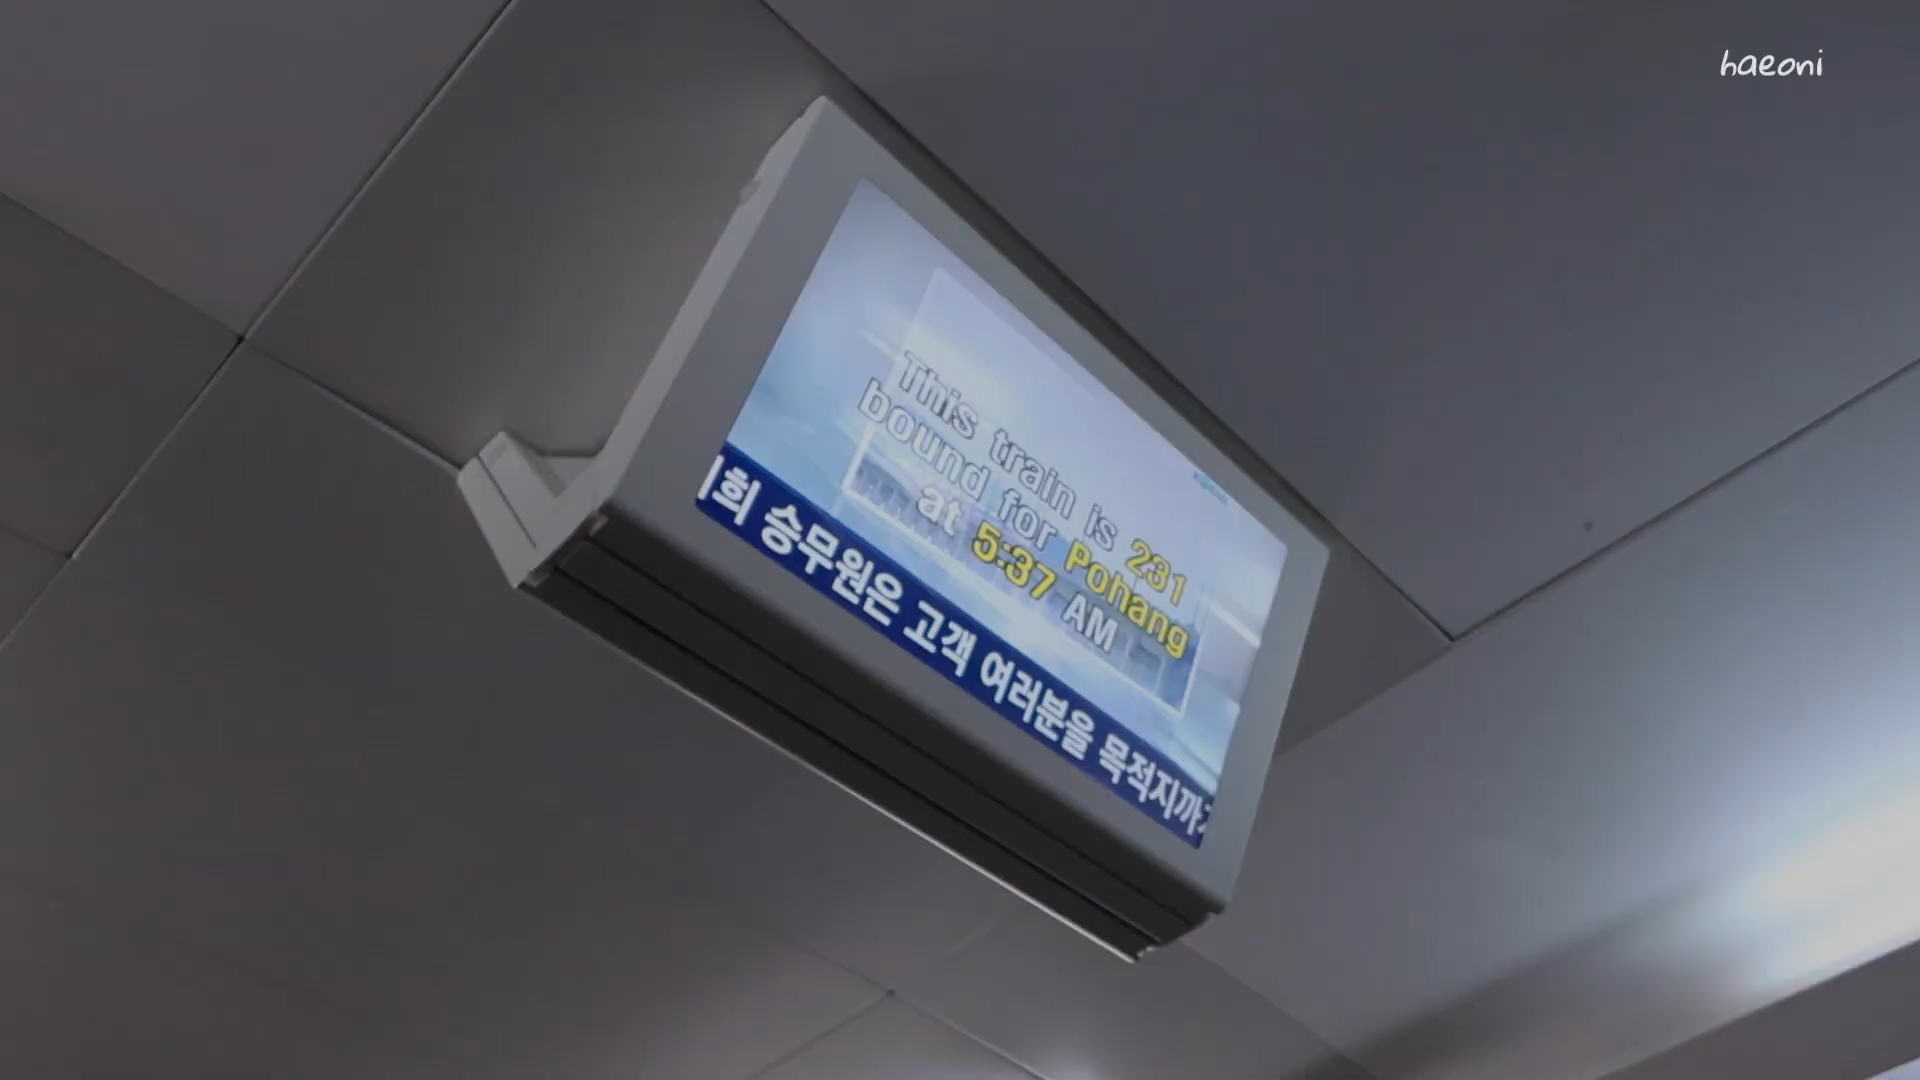 haeoni
This train is 231
bound for Pohang
at 5:37 AM
희 승무원은 고객 여러분을 목적지까